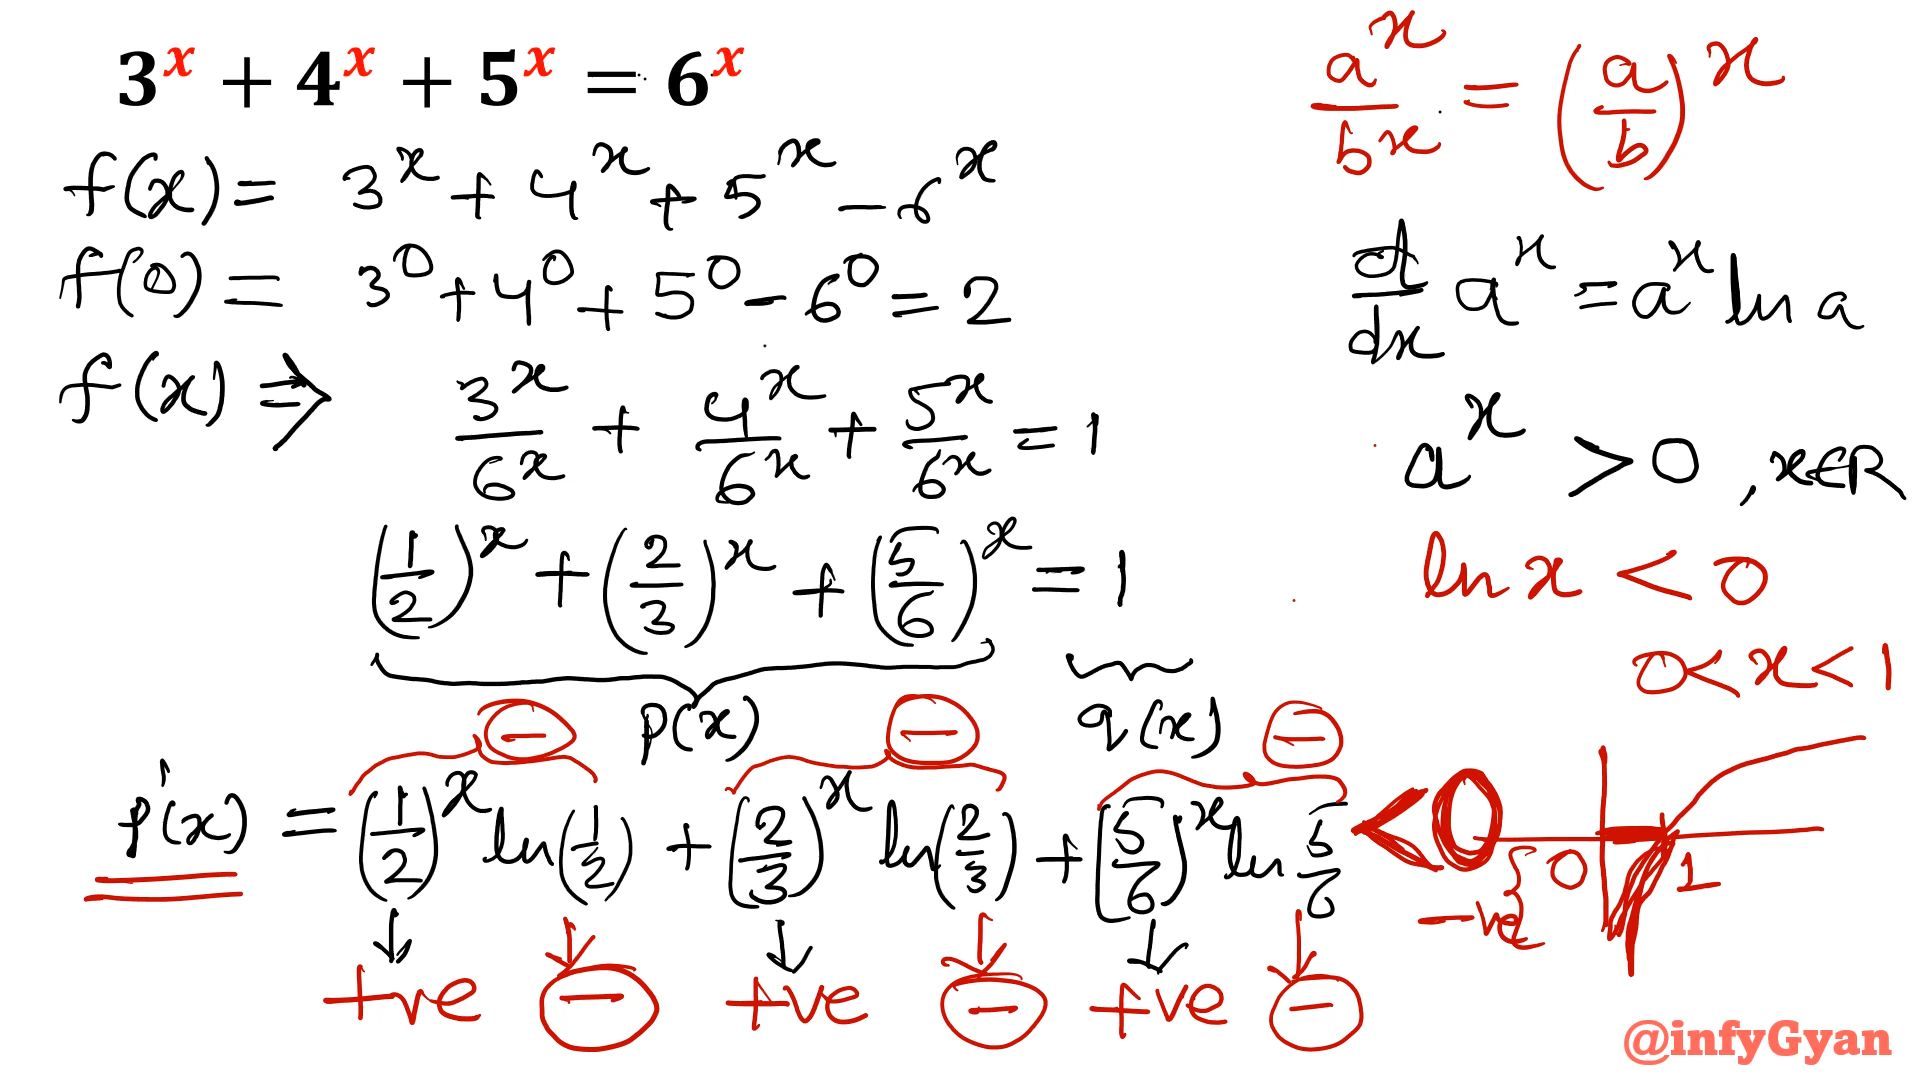 3^x + 4^x + 5^x = 6^x
f(x) = 3^x + 4^x + 5^x - 6^x
f(0) = 3^0 + 4^0 + 5^0 - 6^0 = 2
f(x) ⇒ 3^x/6^x + 4^x/6^x + 5^x/6^x = 1
(1/2)^x + (2/3)^x + (5/6)^x = 1
p(x) q(x)
− − −
p'(x) = (1/2)^x ln(1/2) + (2/3)^x ln(2/3) + (5/6)^x ln 5/6 < 0
+ve − +ve − +ve −
a^x/b^x = (a/b)^x
d/dx a^x = a^x ln a
a^x > 0 , x∈R
ln x < 0
0 < x < 1
0 1
-ve
@infyGyan